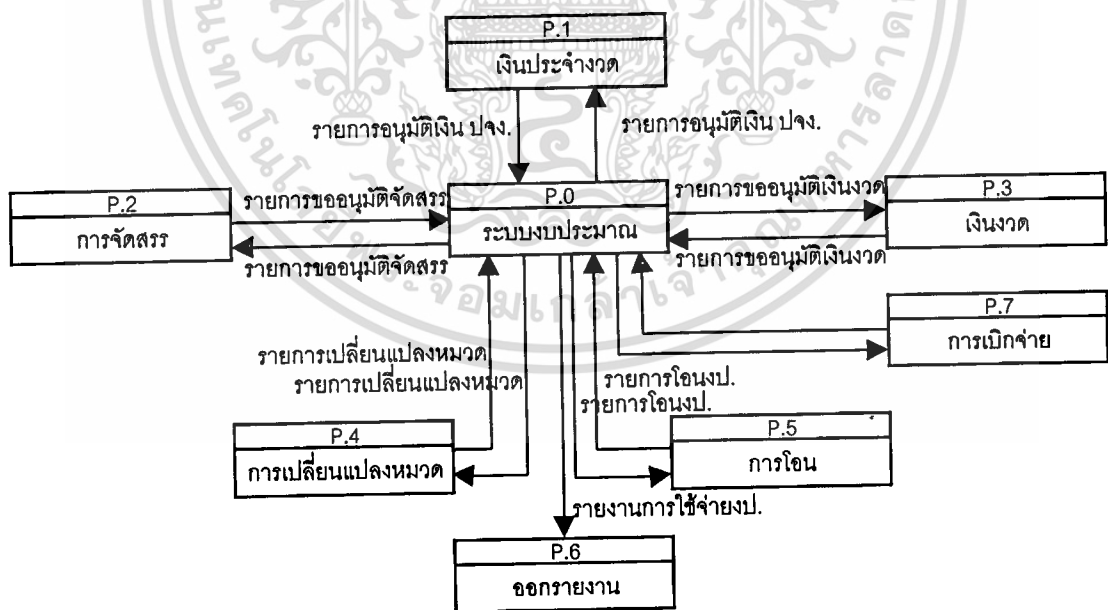 P.1
เงินประจำงวด
รายการอนุมัติเงิน ปจง.
รายการอนุมัติเงิน ปจง.
P.2
การจัดสรร
รายการขออนุมัติจัดสรร
รายการขออนุมัติจัดสรร
P.0
ระบบงบประมาณ
รายการขออนุมัติเงินงวด
รายการขออนุมัติเงินงวด
P.3
เงินงวด
P.7
การเบิกจ่าย
รายการเปลี่ยนแปลงหมวด
รายการเปลี่ยนแปลงหมวด
รายการโอนงป.
รายการโอนงป.
P.4
การเปลี่ยนแปลงหมวด
P.5
การโอน
รายงานการใช้จ่ายงป.
P.6
ออกรายงาน